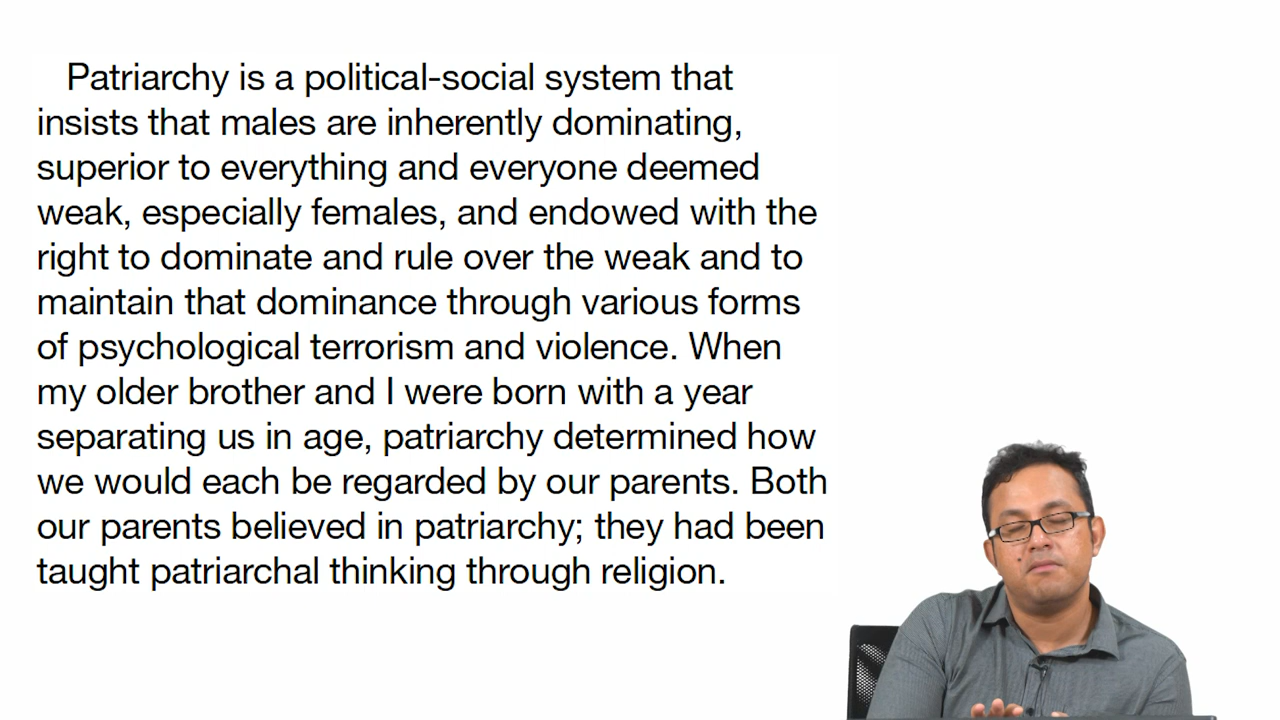 Patriarchy is a political-social system that
insists that males are inherently dominating,
superior to everything and everyone deemed
weak, especially females, and endowed with the
right to dominate and rule over the weak and to
maintain that dominance through various forms
of psychological terrorism and violence. When
my older brother and I were born with a year
separating us in age, patriarchy determined how
we would each be regarded by our parents. Both
our parents believed in patriarchy; they had been
taught patriarchal thinking through religion.